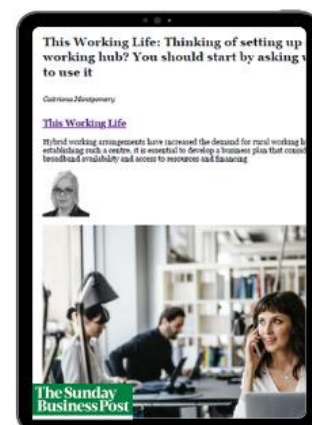 This Working Life: Thinking of setting up
working hub? You should start by asking
to use it
Caitriona Montgomery
This Working Life
Hybrid working arrangements have increased the demand for rural working
establishing such a centre, it is essential to develop a business plan that
broadband availability and access to resources and financing
The Sunday
Business Post